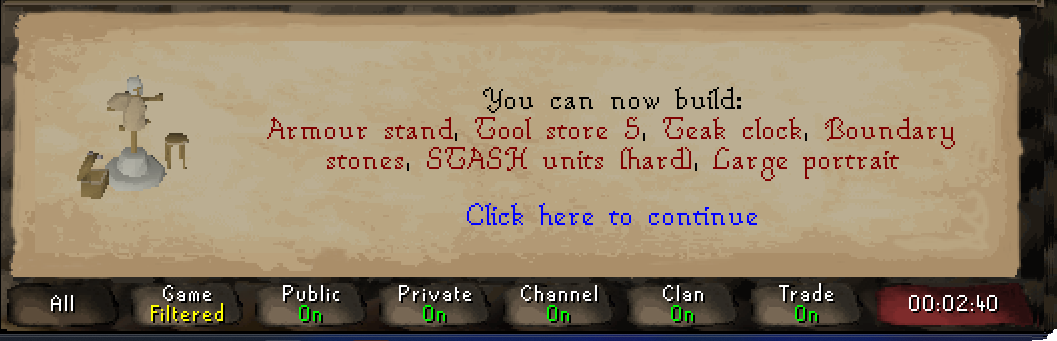 You can now build:
Armour stand, Tool store 5, Teak clock, Boundary
stones, STASH units (hard), Large portrait
Click here to continue
All
Game
Filtered
Public
On
Private
On
Channel
On
Clan
On
Trade
On
00:02:40